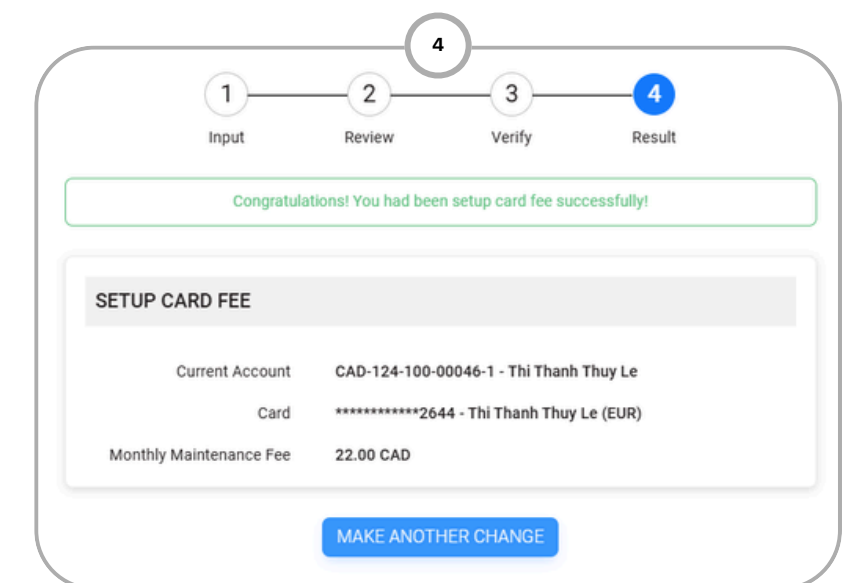 4
1 2 3 4
Input Review Verify Result
Congratulations! You had been setup card fee successfully!
SETUP CARD FEE
Current Account CAD-124-100-00046-1 - Thi Thanh Thuy Le
Card ************2644 - Thi Thanh Thuy Le (EUR)
Monthly Maintenance Fee 22.00 CAD
MAKE ANOTHER CHANGE